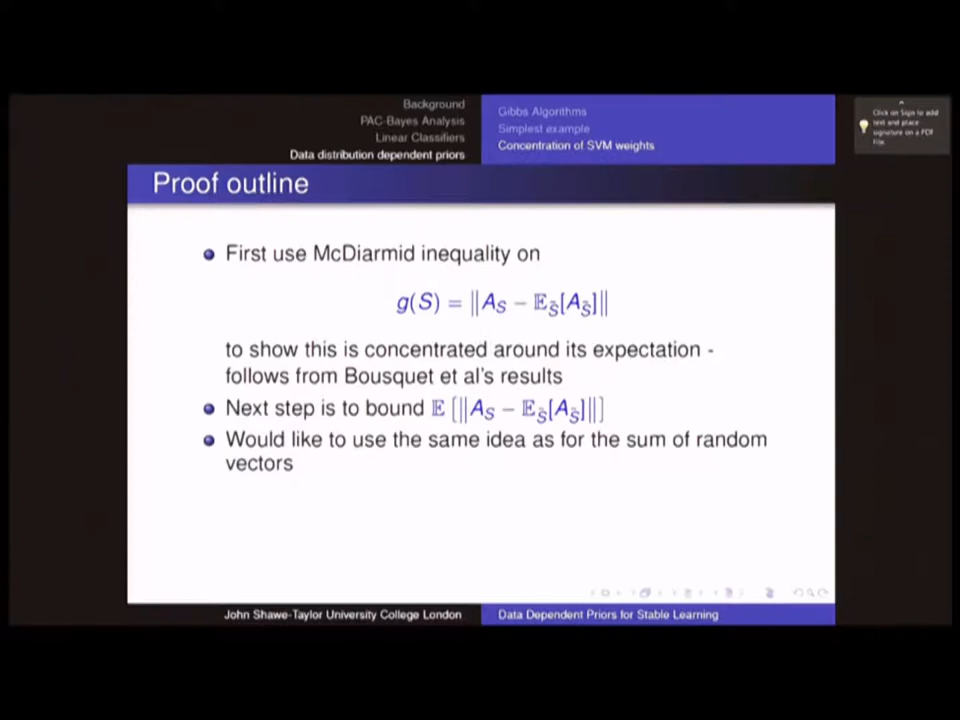 Background
PAC-Bayes Analysis
Linear Classifiers
Data distribution dependent priors
Gibbs Algorithms
Simplest example
Concentration of SVM weights
Click on Sign to add
text and place
signature on a PDF
File.
Proof outline
First use McDiarmid inequality on
g(S) = ‖A_S − 𝔼_S̃[A_S̃]‖
to show this is concentrated around its expectation -
follows from Bousquet et al's results
Next step is to bound 𝔼 [‖A_S − 𝔼_S̃[A_S̃]‖]
Would like to use the same idea as for the sum of random
vectors
John Shawe-Taylor University College London
Data Dependent Priors for Stable Learning